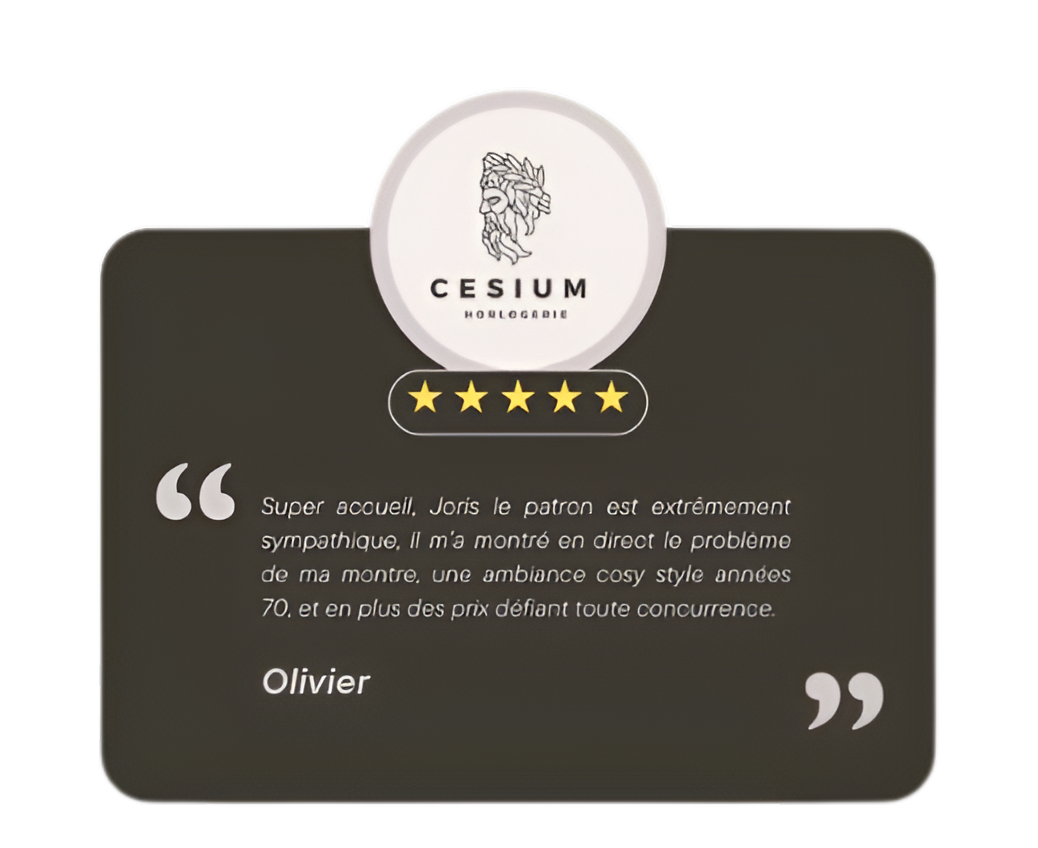 CESIUM
HORLOGERIE
Super accueil, Joris le patron est extrêmement
sympathique, il m'a montré en direct le problème
de ma montre, une ambiance cosy style années
70, et en plus des prix défiant toute concurrence.
Olivier